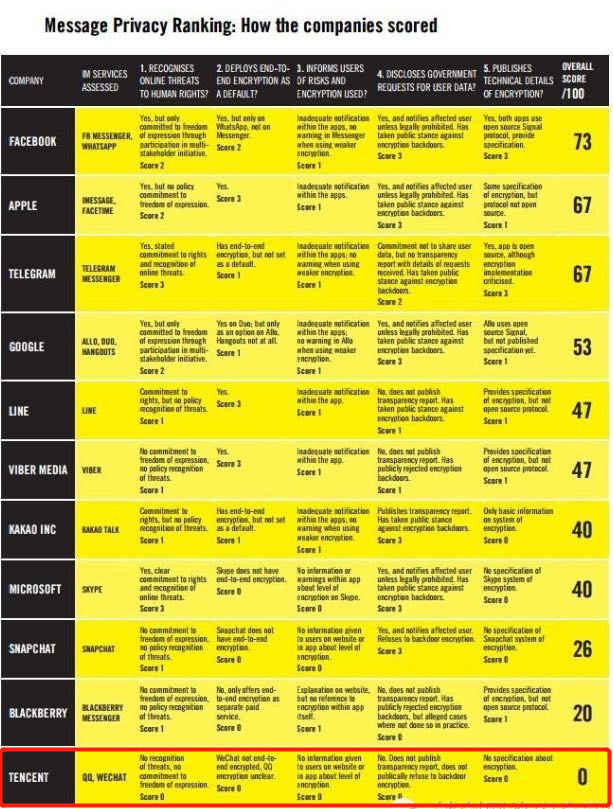 Message Privacy Ranking: How the companies scored
COMPANY
IM SERVICES
ASSESSED
1. RECOGNISES
ONLINE THREATS
TO HUMAN RIGHTS?
2. DEPLOYS END-TO-
END ENCRYPTION AS
A DEFAULT?
3. INFORMS USERS
OF RISKS AND
ENCRYPTION USED?
4. DISCLOSES GOVERNMENT
REQUESTS FOR USER DATA?
5. PUBLISHES
TECHNICAL DETAILS
OF ENCRYPTION?
OVERALL
SCORE
/100
FACEBOOK
FB MESSENGER,
WHATSAPP
Yes, but only
committed to freedom
of expression through
participation in multi-
stakeholder initiative.
Score 2
Yes, but only on
WhatsApp, not on
Messenger.
Score 2
Inadequate notification
within the apps, no
warning in Messenger
when using weaker
encryption.
Score 1
Yes, and notifies affected user
unless legally prohibited. Has
taken public stance against
encryption backdoors.
Score 3
Yes, both apps use
open source Signal
protocol, provide
specification.
Score 3
73
APPLE
IMESSAGE,
FACETIME
Yes, but no policy
commitment to
freedom of expression.
Score 2
Yes.
Score 3
Inadequate notification
within the apps.
Score 1
Yes, and notifies affected user
unless legally prohibited. Has
taken public stance against
encryption backdoors.
Score 3
Some specification
of encryption, but
protocol not open
source.
Score 1
67
TELEGRAM
TELEGRAM
MESSENGER
Yes, stated
commitment to rights
and recognition of
online threats.
Score 3
Has end-to-end
encryption, but not set
as a default.
Score 1
Inadequate notification
within the apps; no
warning when using
weaker encryption.
Score 1
Commitment not to share user
data, but no transparency
report with details of requests
received. Has taken public
stance against encryption
backdoors.
Score 2
Yes, app is open
source, although
encryption
implementation
criticised.
Score 3
67
GOOGLE
ALLO, DUO,
HANGOUTS
Yes, but only
committed to freedom
of expression through
participation in multi-
stakeholder initiative.
Score 2
Yes on Duo; but only
as an option on Allo,
Hangouts not at all.
Score 1
Inadequate notification
within the apps;
no warning in Allo
when using weaker
encryption.
Score 1
Yes, and notifies affected user
unless legally prohibited. Has
taken public stance against
encryption backdoors.
Score 3
Allo uses open
source Signal,
but not published
specification yet.
Score 1
53
LINE
LINE
Commitment to
rights, but no policy
recognition of threats.
Score 1
Yes.
Score 3
Inadequate notification
within the app.
Score 1
No, does not publish
transparency report. Has
taken public stance against
encryption backdoors.
Score 1
Provides specification
of encryption, but not
open source protocol.
Score 1
47
VIBER MEDIA
VIBER
No commitment to
freedom of expression,
no policy recognition
of threats.
Score 1
Yes.
Score 3
Inadequate notification
within the app.
Score 1
No, does not publish
transparency report. Has
publicly rejected encryption
backdoors.
Score 1
Provides specification
of encryption, but not
open source protocol.
Score 1
47
KAKAO INC
KAKAO TALK
Commitment to
rights, but no policy
recognition of threats.
Score 1
Has end-to-end
encryption, but not set
as a default.
Score 1
Inadequate notification
within the apps; no
warning when using
weaker encryption.
Score 1
Publishes transparency report.
Has taken public stance
against encryption backdoors.
Score 3
Only basic information
on system of
encryption.
Score 0
40
MICROSOFT
SKYPE
Yes, clear
commitment to rights
and recognition of
online threats.
Score 3
Skype does not have
end-to-end encryption.
Score 0
No information or
warnings within app
about level of
encryption on Skype.
Score 0
Yes, and notifies affected user
unless legally prohibited. Has
taken public stance against
encryption backdoors.
Score 3
No specification of
Skype system of
encryption.
Score 0
40
SNAPCHAT
SNAPCHAT
No commitment to
freedom of expression,
no policy recognition
of threats.
Score 1
Snapchat does not
have end-to-end
encryption.
Score 0
No information given
to users on website or
in app about level of
encryption.
Score 0
Yes, and notifies affected user.
Refuses to backdoor encryption.
Score 3
No specification of
Snapchat system of
encryption.
Score 0
26
BLACKBERRY
BLACKBERRY
MESSENGER
No commitment to
freedom of expression,
no policy recognition
of threats.
Score 1
No, only offers end-
to-end encryption as
separate paid
service.
Score 0
Explanation on website,
but no reference to
encryption within app
itself.
Score 1
No, does not publish
transparency report. Has
publicly rejected encryption
backdoors, but alleged cases
where not done so in practice.
Score 0
Provides specification
of encryption, but not
open source protocol.
Score 1
20
TENCENT
QQ, WECHAT
No recognition
of threats, no
commitment to
freedom of expression.
Score 0
WeChat not end-to-
end encrypted, QQ
encryption unclear.
Score 0
No information given
to users on website or
in app about level of
encryption.
Score 0
No. Does not publish
transparency report, does not
publicly refuse to backdoor
encryption.
Score 0
No specification about
encryption.
Score 0
0